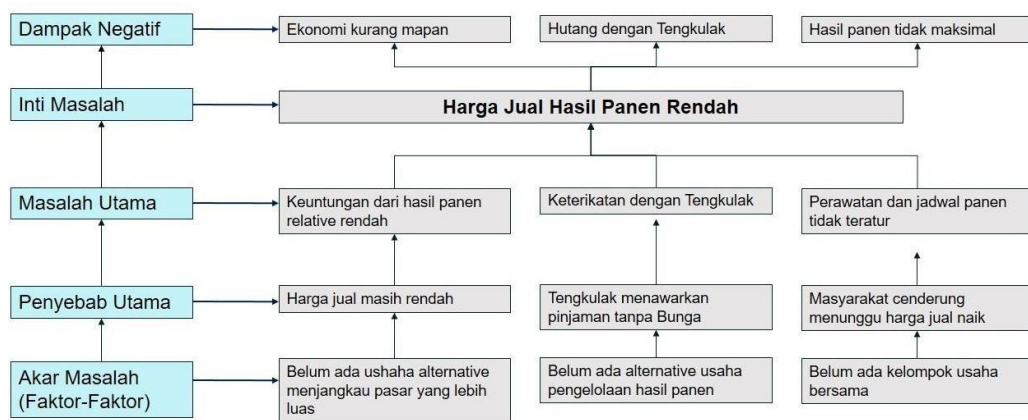 Dampak Negatif
Ekonomi kurang mapan
Hutang dengan Tengkulak
Hasil panen tidak maksimal
Inti Masalah
Harga Jual Hasil Panen Rendah
Masalah Utama
Keuntungan dari hasil panen
relative rendah
Keterikatan dengan Tengkulak
Perawatan dan jadwal panen
tidak teratur
Penyebab Utama
Harga jual masih rendah
Tengkulak menawarkan
pinjaman tanpa Bunga
Masyarakat cenderung
menunggu harga jual naik
Akar Masalah
(Faktor-Faktor)
Belum ada ushaha alternative
menjangkau pasar yang lebih
luas
Belum ada alternative usaha
pengelolaan hasil panen
Belum ada kelompok usaha
bersama